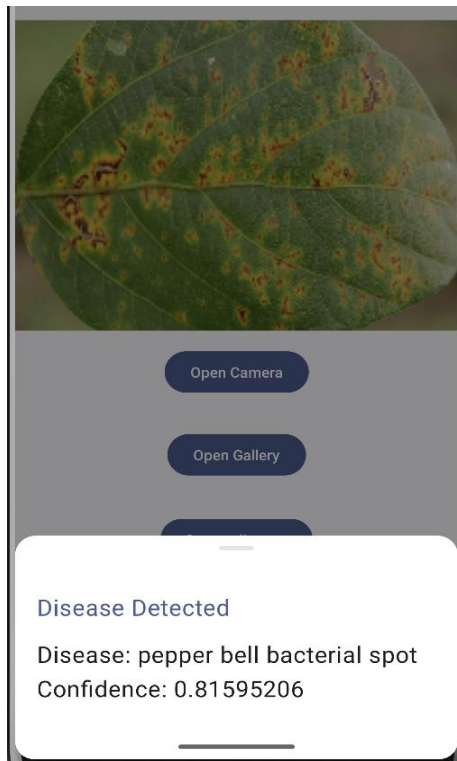 Open Camera
Open Gallery
Disease Detected
Disease: pepper bell bacterial spot
Confidence: 0.81595206